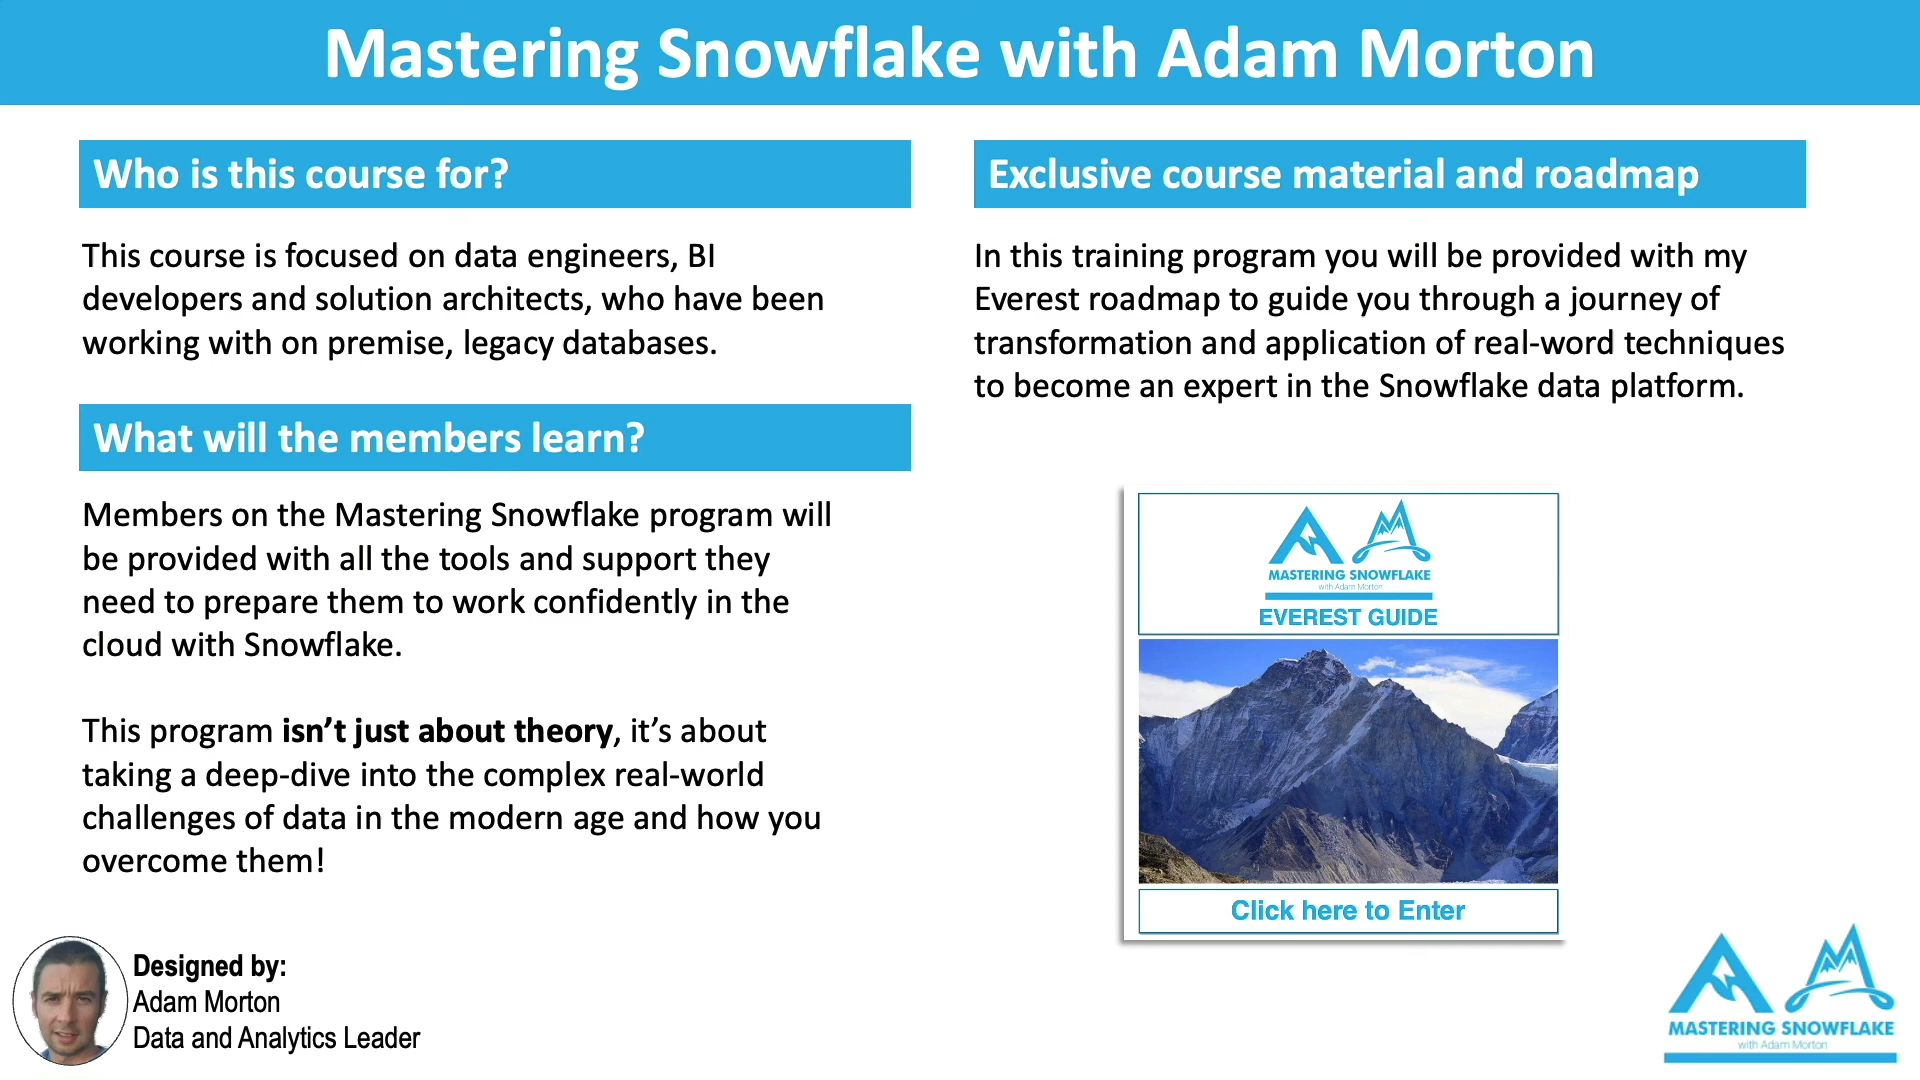 Mastering Snowflake with Adam Morton
Who is this course for?
This course is focused on data engineers, BI
developers and solution architects, who have been
working with on premise, legacy databases.
What will the members learn?
Members on the Mastering Snowflake program will
be provided with all the tools and support they
need to prepare them to work confidently in the
cloud with Snowflake.
This program isn’t just about theory, it’s about
taking a deep-dive into the complex real-world
challenges of data in the modern age and how you
overcome them!
Designed by:
Adam Morton
Data and Analytics Leader
Exclusive course material and roadmap
In this training program you will be provided with my
Everest roadmap to guide you through a journey of
transformation and application of real-word techniques
to become an expert in the Snowflake data platform.
MASTERING SNOWFLAKE
with Adam Morton
EVEREST GUIDE
Click here to Enter
MASTERING SNOWFLAKE
with Adam Morton